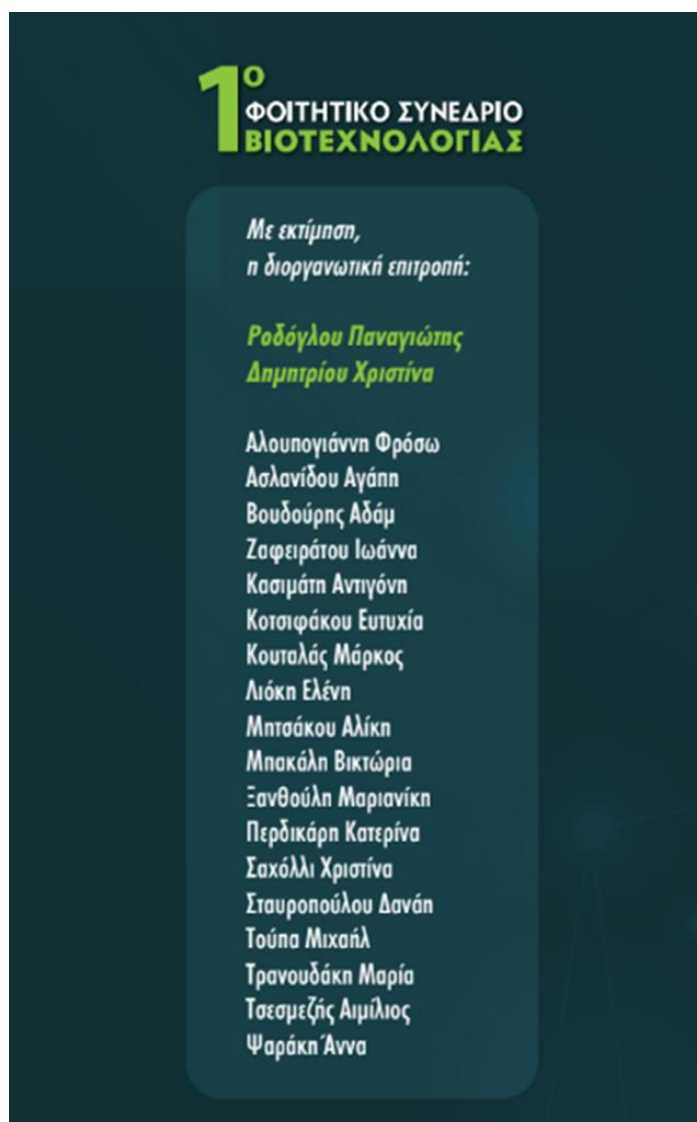 1ο
ΦΟΙΤΗΤΙΚΟ ΣΥΝΕΔΡΙΟ
ΒΙΟΤΕΧΝΟΛΟΓΙΑΣ
Με εκτίμηση,
η διοργανωτική επιτροπή:
Ροδόγλου Παναγιώτης
Δημητρίου Χριστίνα
Αλουπογιάννη Φρόσω
Ασλανίδου Αγάπη
Βουδούρης Αδάμ
Ζαφειράτου Ιωάννα
Κασιμάτη Αντιγόνη
Κοτσιφάκου Ευτυχία
Κουταλάς Μάρκος
Λιόκη Ελένη
Μητσάκου Αλίκη
Μπακάλη Βικτώρια
Ξανθούλη Μαριανίκη
Περδικάρη Κατερίνα
Σαχόλλι Χριστίνα
Σταυροπούλου Δανάη
Τούπα Μιχαήλ
Τρανουδάκη Μαρία
Τσεσμεζής Αιμίλιος
Ψαράκη Άννα